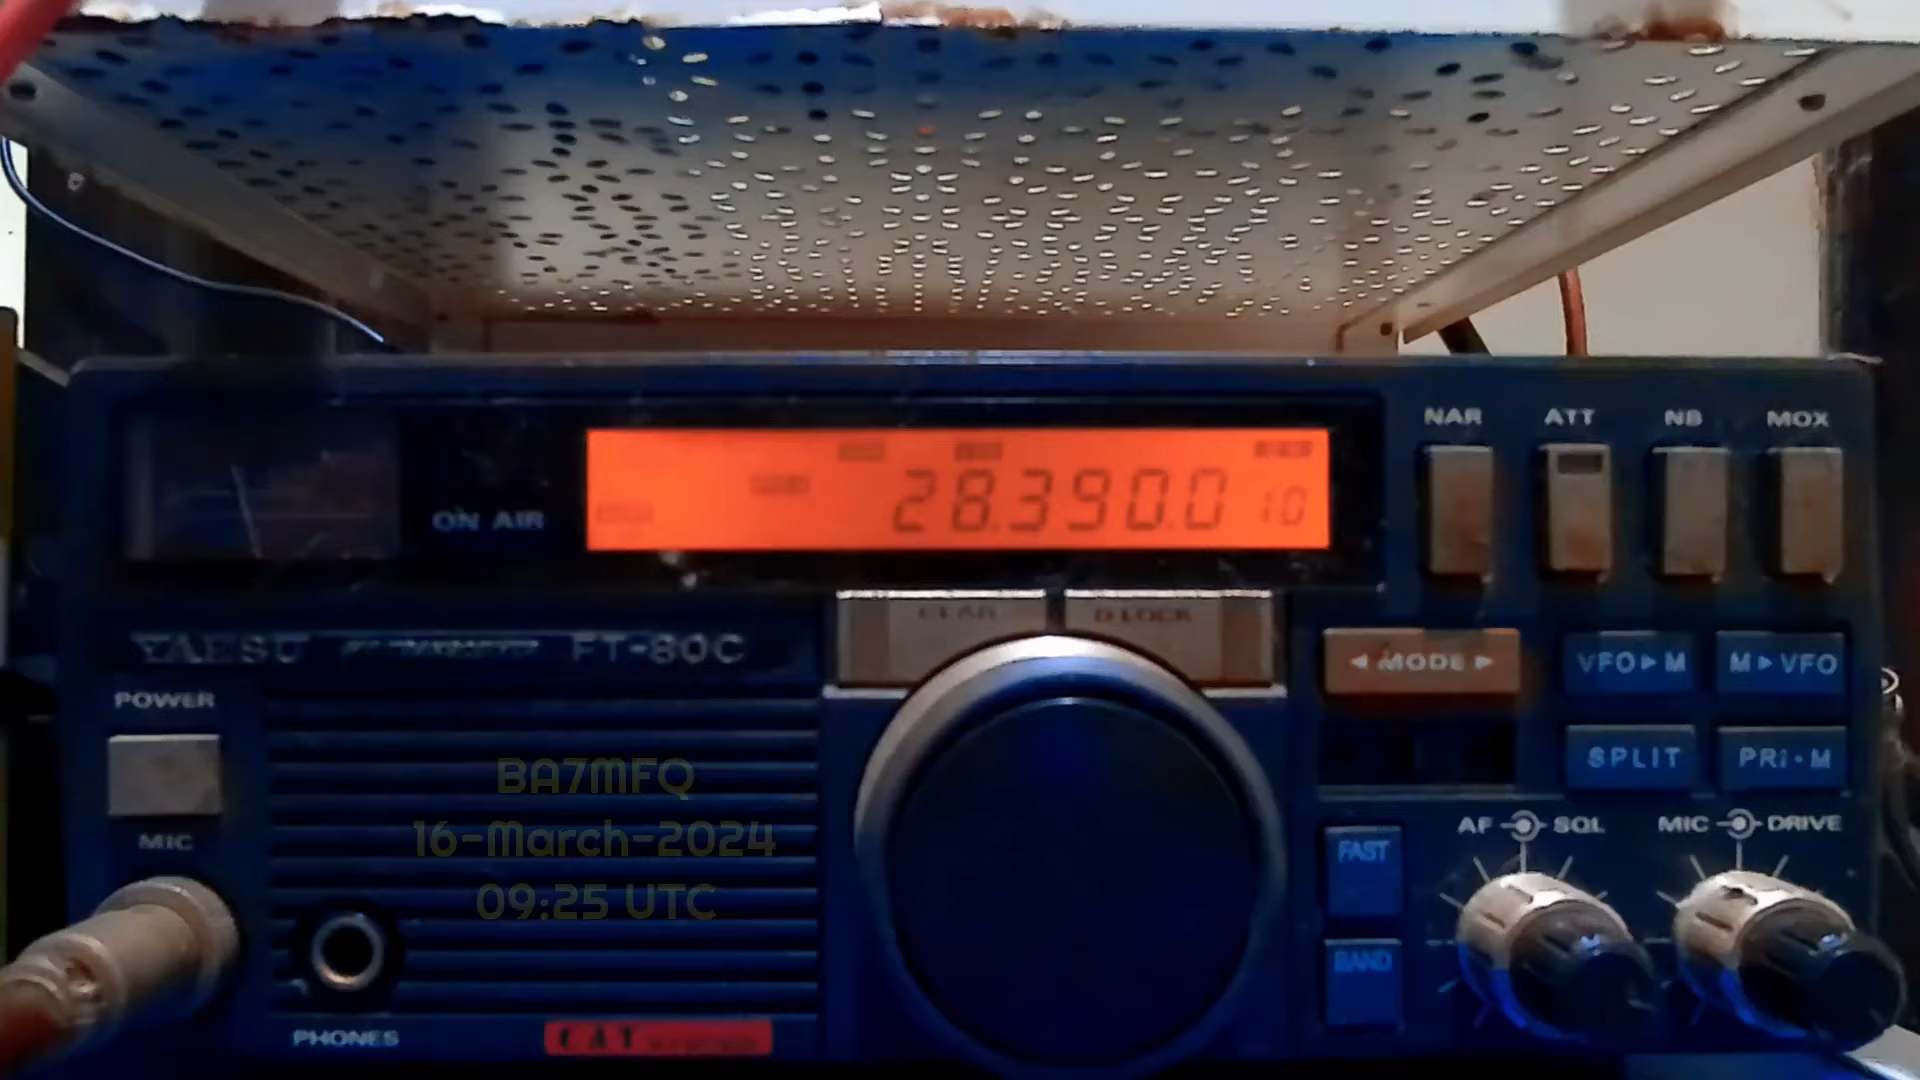 NAR ATT NB MOX
28.390.0 10
ON AIR
D LOCK
YAESU FT-80C
◄ MODE ► VFO►M M►VFO
POWER
SPLIT PRI·M
BA7MFQ
16-March-2024
09:25 UTC
AF SQL MIC DRIVE
MIC
FAST
BAND
PHONES
CAT